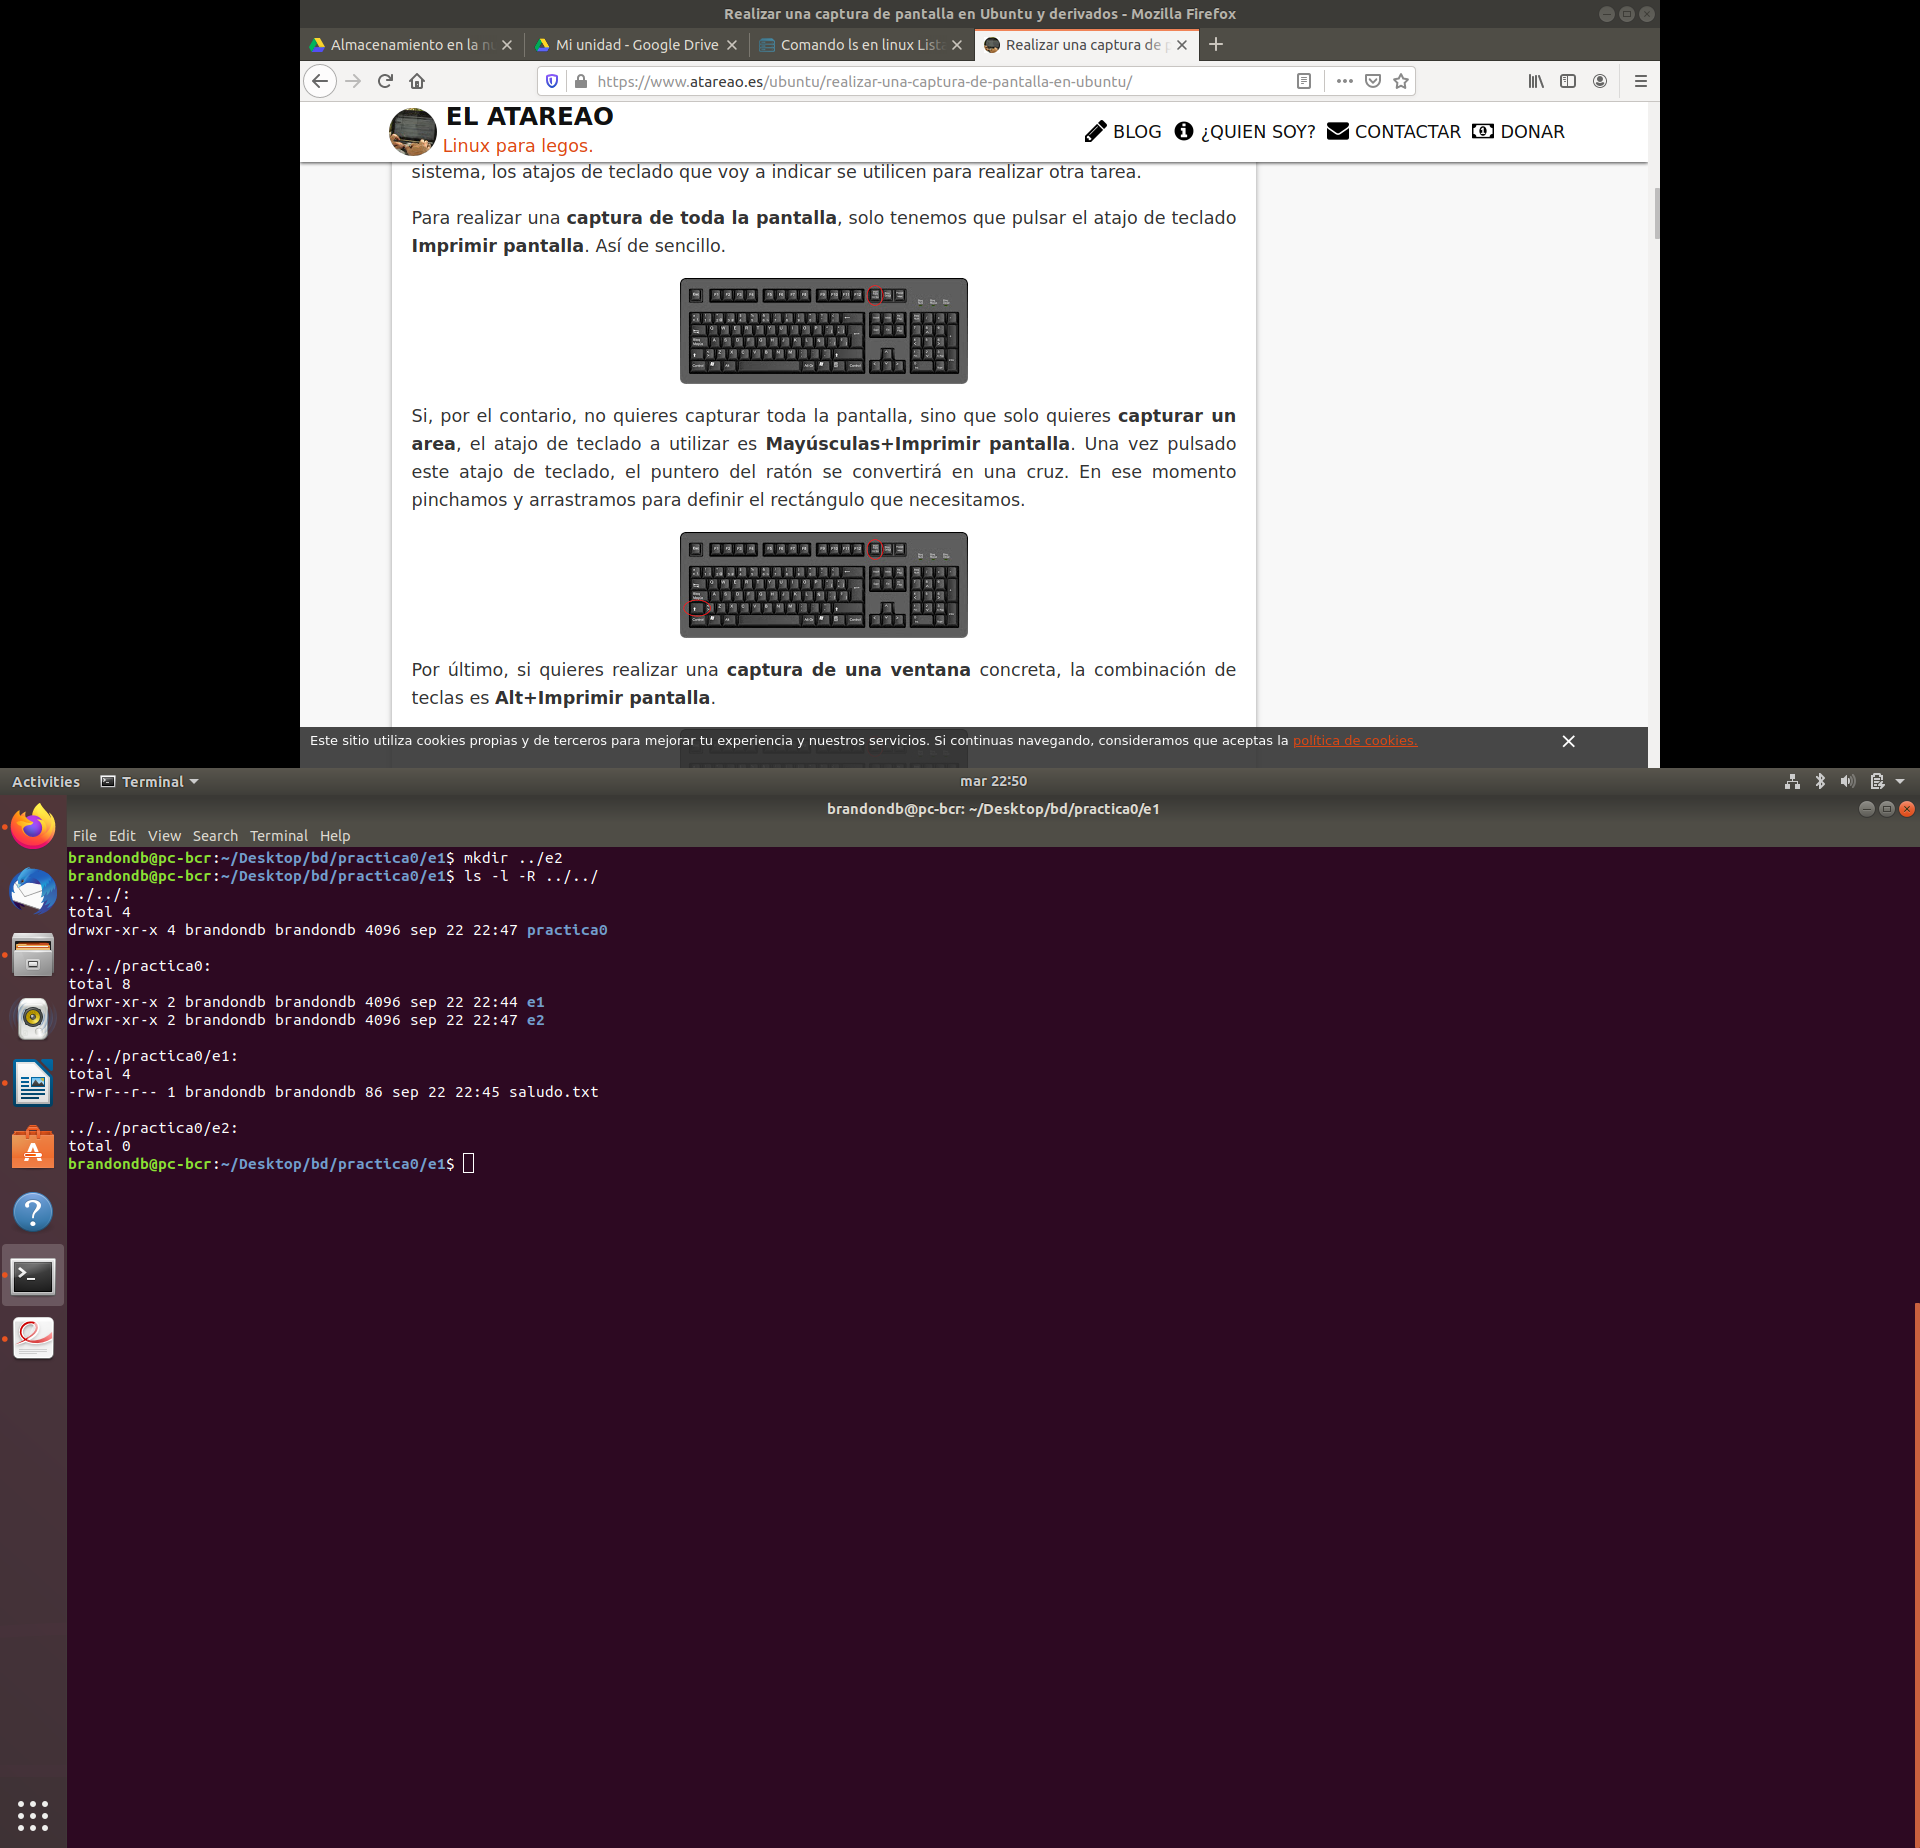 Realizar una captura de pantalla en Ubuntu y derivados - Mozilla Firefox
Almacenamiento en la n
Mi unidad - Google Drive
Comando ls en linux List
Realizar una captura de p
https://www.atareao.es/ubuntu/realizar-una-captura-de-pantalla-en-ubuntu/
EL ATAREAO
Linux para legos.
BLOG ¿QUIEN SOY? CONTACTAR DONAR
sistema, los atajos de teclado que voy a indicar se utilicen para realizar otra tarea.
Para realizar una captura de toda la pantalla, solo tenemos que pulsar el atajo de teclado
Imprimir pantalla. Así de sencillo.
Si, por el contario, no quieres capturar toda la pantalla, sino que solo quieres capturar un
area, el atajo de teclado a utilizar es Mayúsculas+Imprimir pantalla. Una vez pulsado
este atajo de teclado, el puntero del ratón se convertirá en una cruz. En ese momento
pinchamos y arrastramos para definir el rectángulo que necesitamos.
Por último, si quieres realizar una captura de una ventana concreta, la combinación de
teclas es Alt+Imprimir pantalla.
Este sitio utiliza cookies propias y de terceros para mejorar tu experiencia y nuestros servicios. Si continuas navegando, consideramos que aceptas la política de cookies.
Activities Terminal mar 22:50
brandondb@pc-bcr: ~/Desktop/bd/practica0/e1
File Edit View Search Terminal Help
brandondb@pc-bcr:~/Desktop/bd/practica0/e1$ mkdir ../e2
brandondb@pc-bcr:~/Desktop/bd/practica0/e1$ ls -l -R ../../
../../:
total 4
drwxr-xr-x 4 brandondb brandondb 4096 sep 22 22:47 practica0
../../practica0:
total 8
drwxr-xr-x 2 brandondb brandondb 4096 sep 22 22:44 e1
drwxr-xr-x 2 brandondb brandondb 4096 sep 22 22:47 e2
../../practica0/e1:
total 4
-rw-r--r-- 1 brandondb brandondb 86 sep 22 22:45 saludo.txt
../../practica0/e2:
total 0
brandondb@pc-bcr:~/Desktop/bd/practica0/e1$